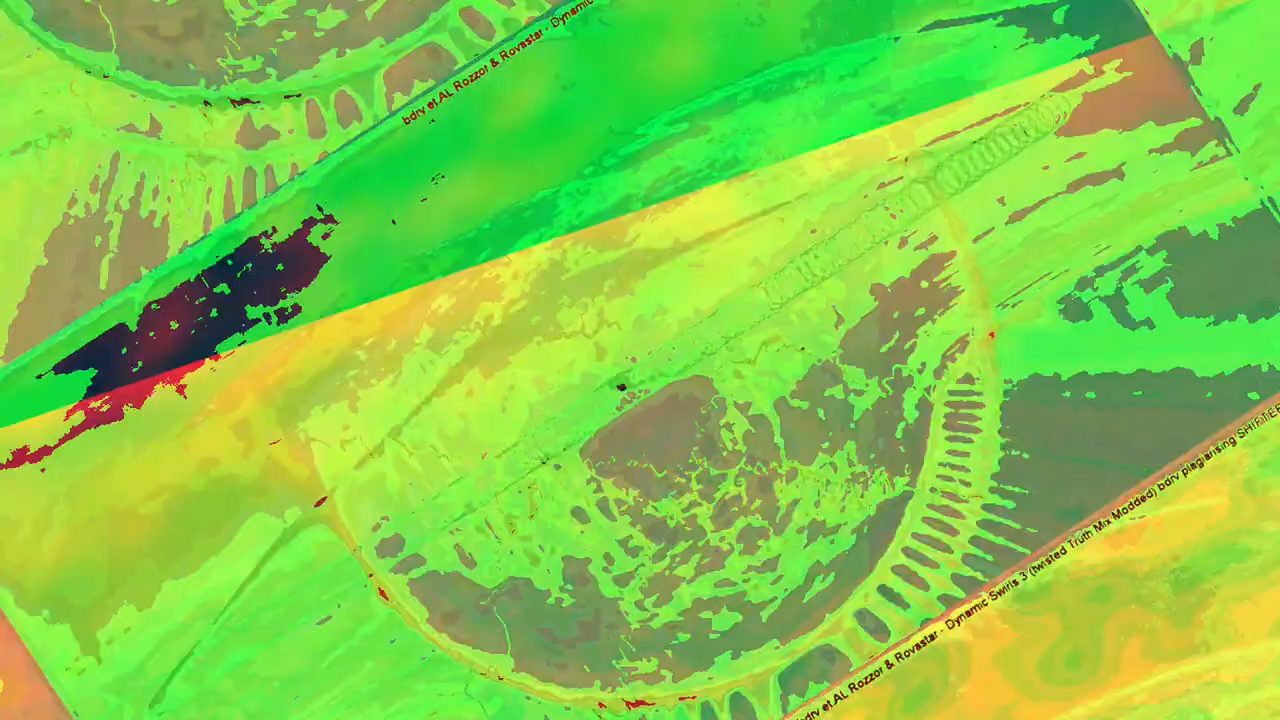 bdrv et AL Rozzor & Rovastar - Dynamic
bdrv et AL Rozzor & Rovastar - Dynamic Swirls 3 (twisted Truth Mix Modded) bdrv plagiarising SHIFTER